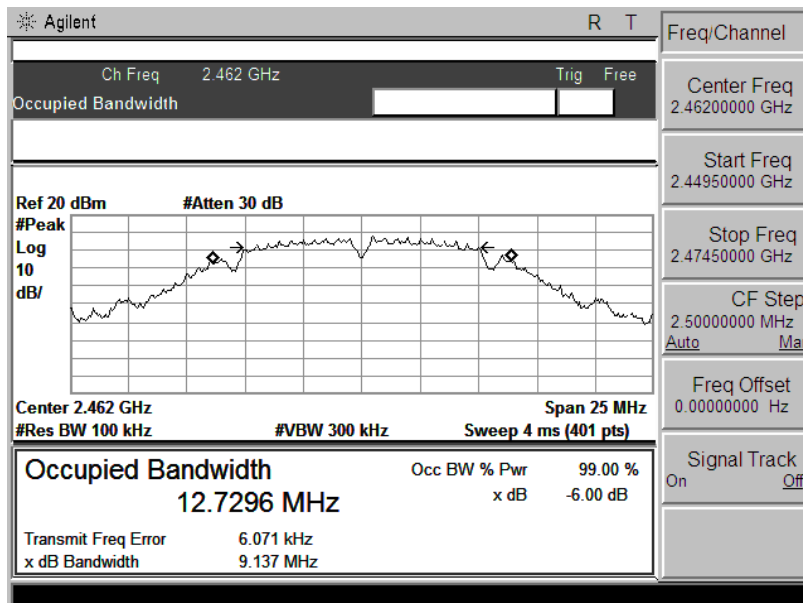 Agilent R T
Ch Freq 2.462 GHz Trig Free
Occupied Bandwidth
Ref 20 dBm #Atten 30 dB
#Peak
Log
10
dB/
Center 2.462 GHz Span 25 MHz
#Res BW 100 kHz #VBW 300 kHz Sweep 4 ms (401 pts)
Occupied Bandwidth Occ BW % Pwr 99.00 %
12.7296 MHz x dB -6.00 dB
Transmit Freq Error 6.071 kHz
x dB Bandwidth 9.137 MHz
Freq/Channel
Center Freq
2.46200000 GHz
Start Freq
2.44950000 GHz
Stop Freq
2.47450000 GHz
CF Step
2.50000000 MHz
Auto Ma
Freq Offset
0.00000000 Hz
Signal Track
On Off